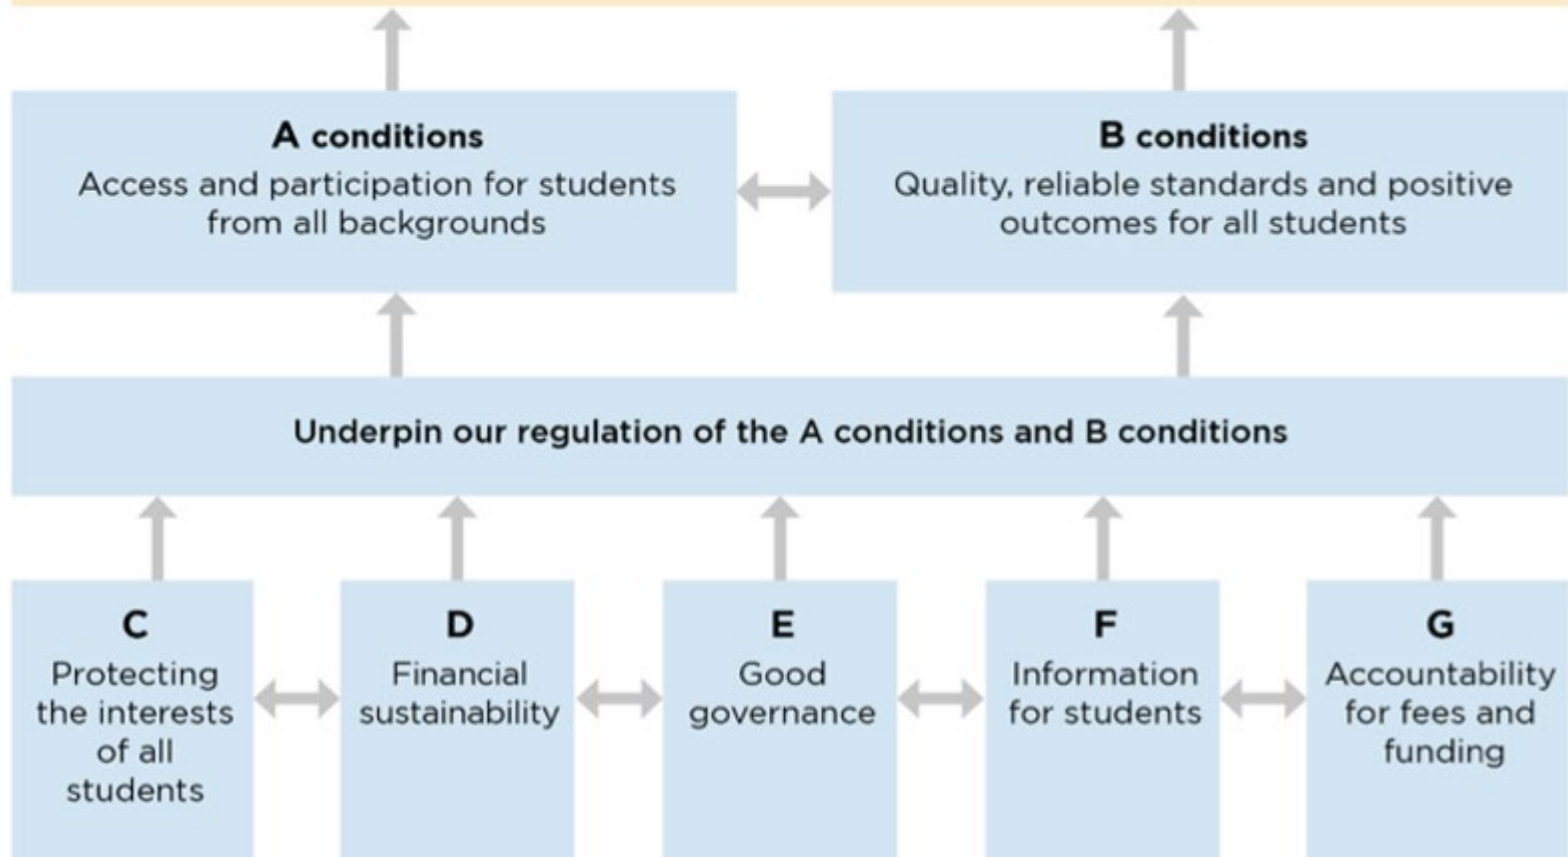 A conditions
Access and participation for students
from all backgrounds
B conditions
Quality, reliable standards and positive
outcomes for all students
Underpin our regulation of the A conditions and B conditions
C
Protecting
the interests
of all
students
D
Financial
sustainability
E
Good
governance
F
Information
for students
G
Accountability
for fees and
funding